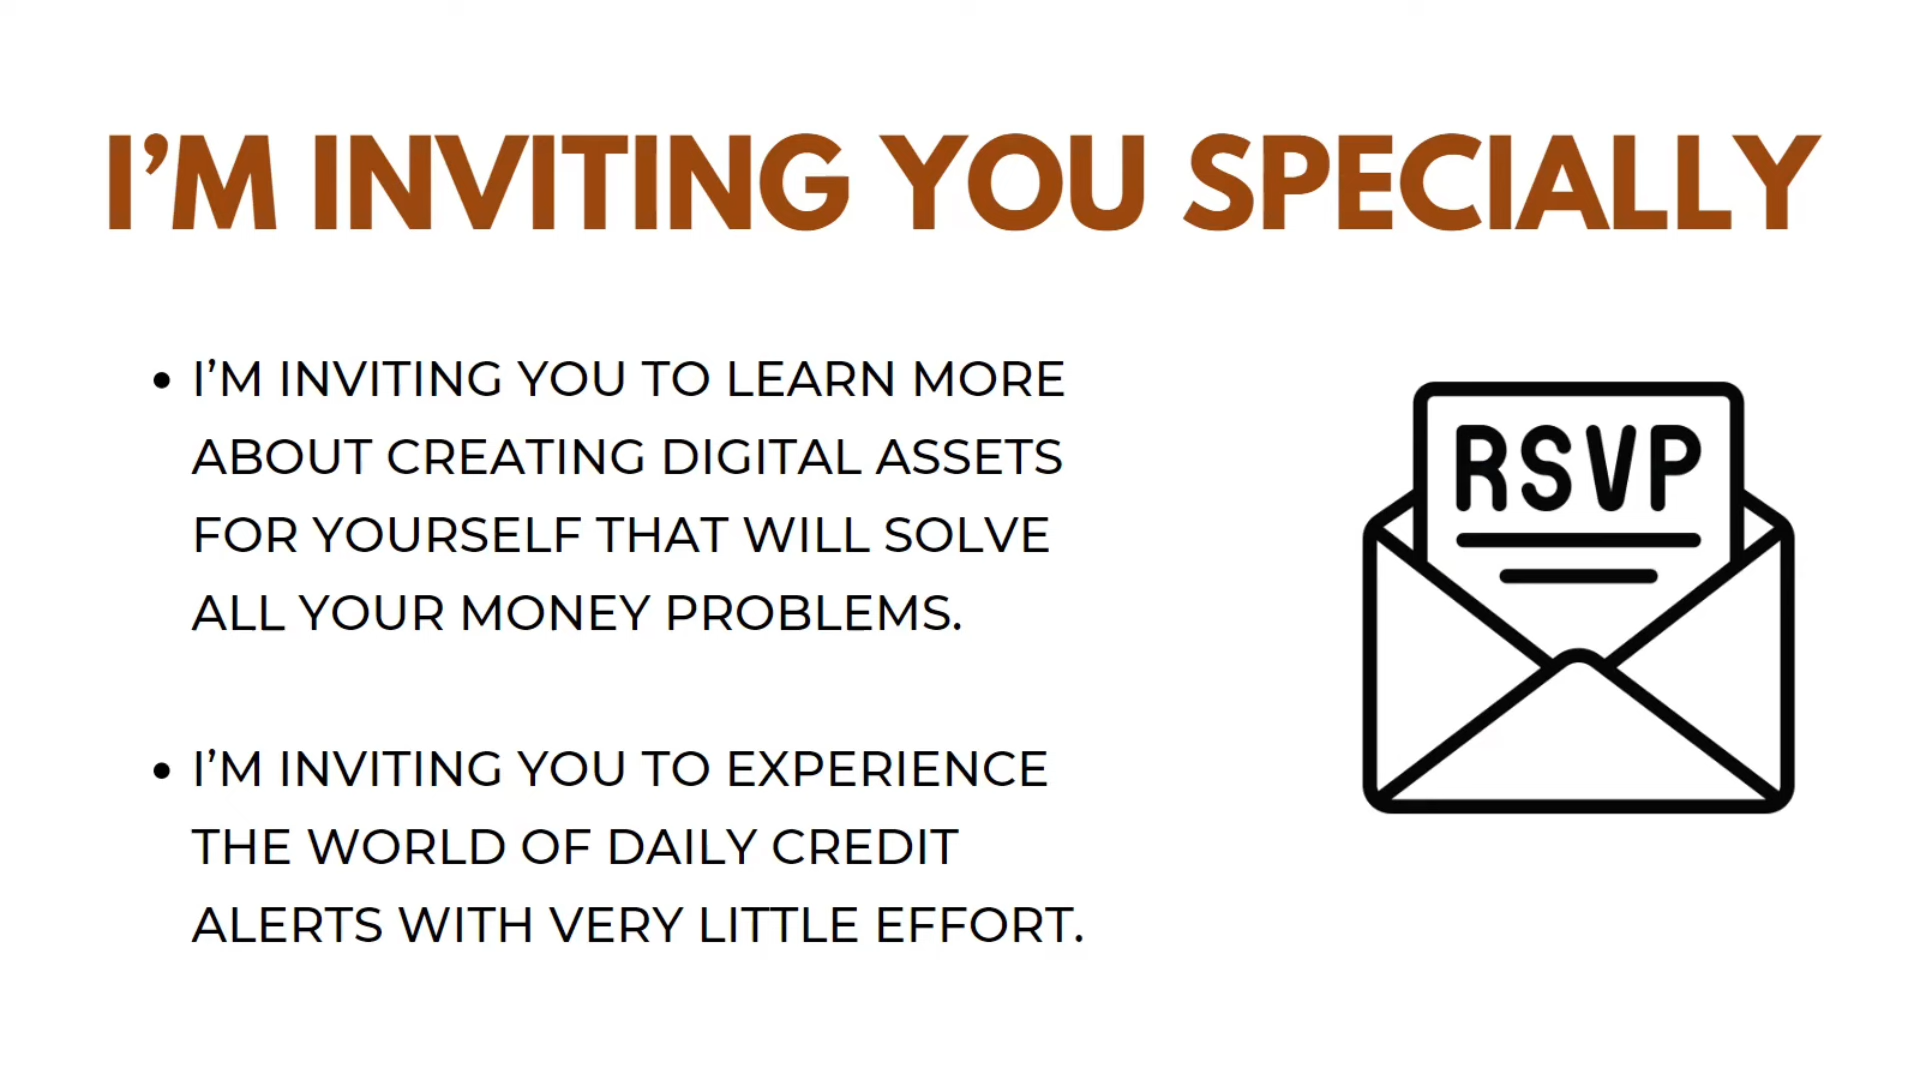 I’M INVITING YOU SPECIALLY
• I’M INVITING YOU TO LEARN MORE
ABOUT CREATING DIGITAL ASSETS
FOR YOURSELF THAT WILL SOLVE
ALL YOUR MONEY PROBLEMS.
• I’M INVITING YOU TO EXPERIENCE
THE WORLD OF DAILY CREDIT
ALERTS WITH VERY LITTLE EFFORT.
RSVP